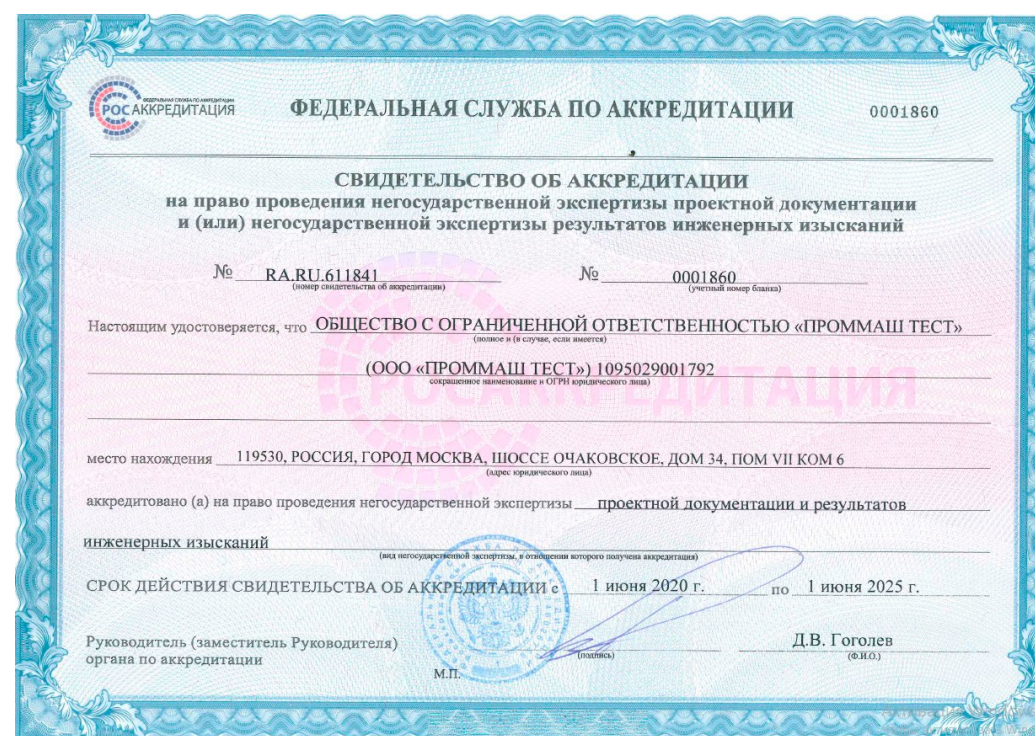 ФЕДЕРАЛЬНАЯ СЛУЖБА ПО АККРЕДИТАЦИИ
РОСАККРЕДИТАЦИЯ
ФЕДЕРАЛЬНАЯ СЛУЖБА ПО АККРЕДИТАЦИИ 0001860
СВИДЕТЕЛЬСТВО ОБ АККРЕДИТАЦИИ
на право проведения негосударственной экспертизы проектной документации
и (или) негосударственной экспертизы результатов инженерных изысканий
№ RA.RU.611841 № 0001860
(номер свидетельства об аккредитации) (учетный номер бланка)
Настоящим удостоверяется, что ОБЩЕСТВО С ОГРАНИЧЕННОЙ ОТВЕТСТВЕННОСТЬЮ «ПРОММАШ ТЕСТ»
(полное и (в случае, если имеется)
(ООО «ПРОММАШ ТЕСТ») 1095029001792
сокращенное наименование и ОГРН юридического лица)
РОСАККРЕДИТАЦИЯ
место нахождения 119530, РОССИЯ, ГОРОД МОСКВА, ШОССЕ ОЧАКОВСКОЕ, ДОМ 34, ПОМ VII КОМ 6
(адрес юридического лица)
аккредитовано (а) на право проведения негосударственной экспертизы проектной документации и результатов
инженерных изысканий
(вид негосударственной экспертизы, в отношении которого получена аккредитация)
СРОК ДЕЙСТВИЯ СВИДЕТЕЛЬСТВА ОБ АККРЕДИТАЦИИ с 1 июня 2020 г. по 1 июня 2025 г.
Руководитель (заместитель Руководителя) Д.В. Гоголев
органа по аккредитации (подпись) (Ф.И.О.)
М.П.